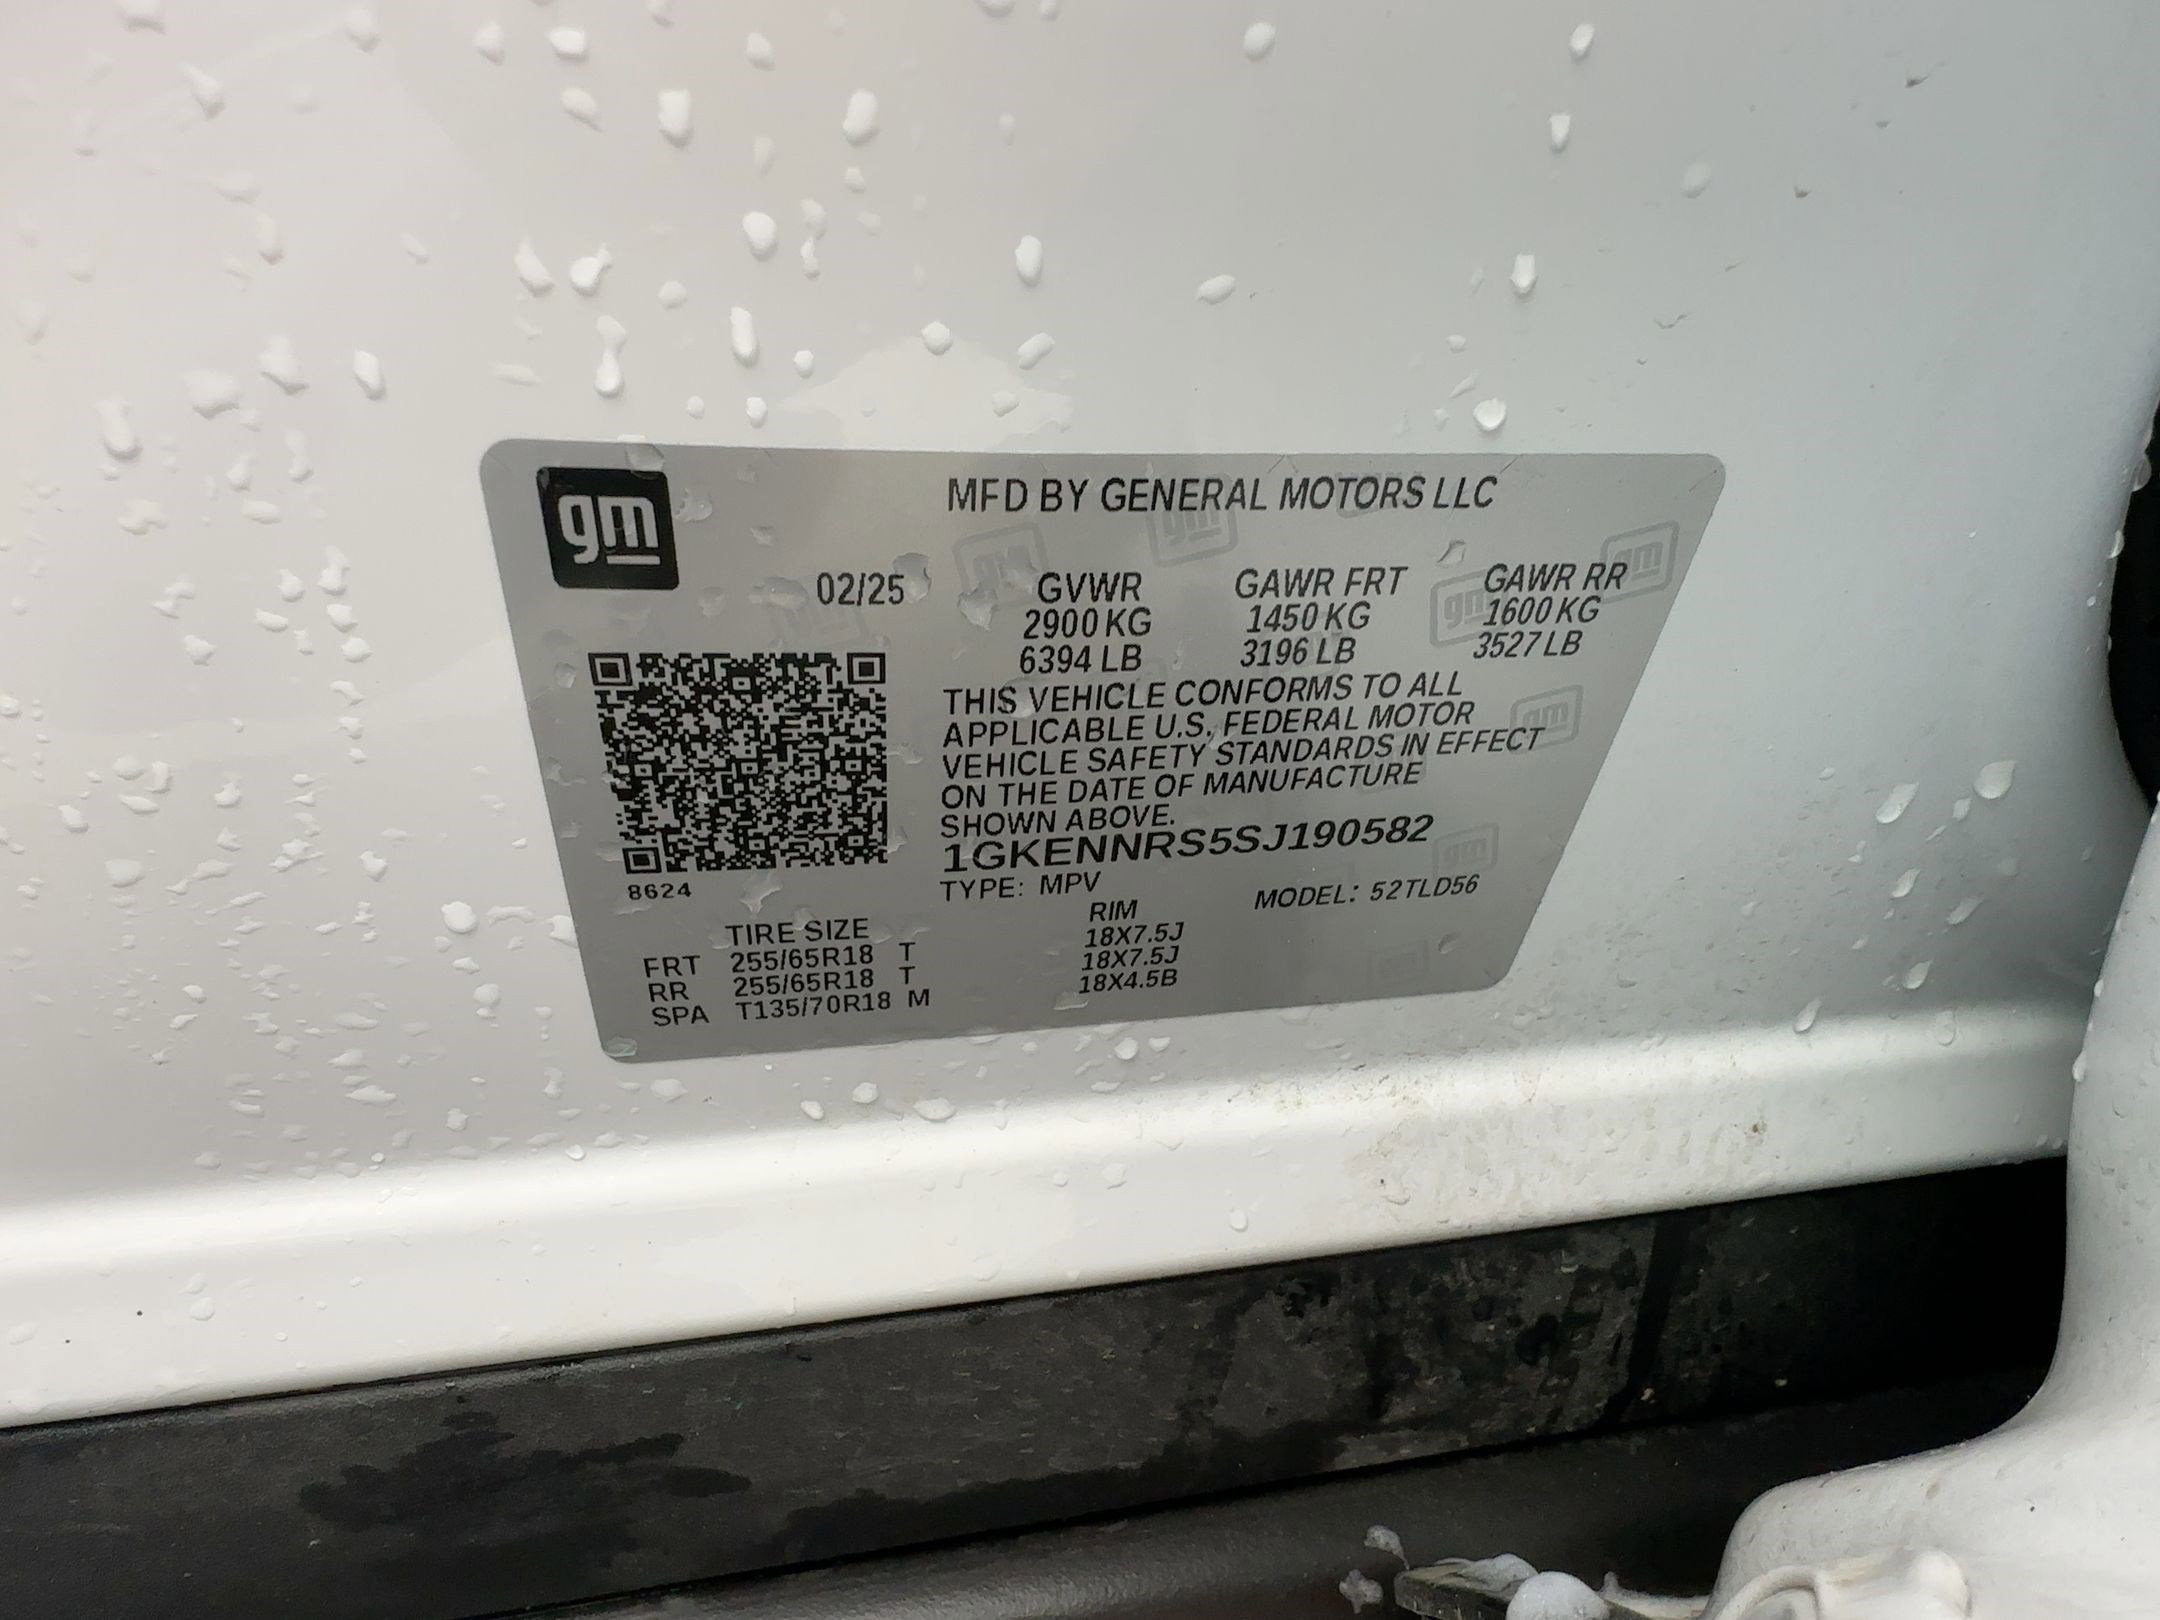 gm
MFD BY GENERAL MOTORS LLC
02/25 GVWR GAWR FRT GAWR RR
2900 KG 1450 KG 1600 KG
6394 LB 3196 LB 3527 LB
THIS VEHICLE CONFORMS TO ALL
APPLICABLE U.S. FEDERAL MOTOR
VEHICLE SAFETY STANDARDS IN EFFECT
ON THE DATE OF MANUFACTURE
SHOWN ABOVE.
1GKENNRS5SJ190582
8624
TYPE: MPV MODEL: 52TLD56
TIRE SIZE RIM
FRT 255/65R18 T 18X7.5J
RR 255/65R18 T 18X7.5J
SPA T135/70R18 M 18X4.5B